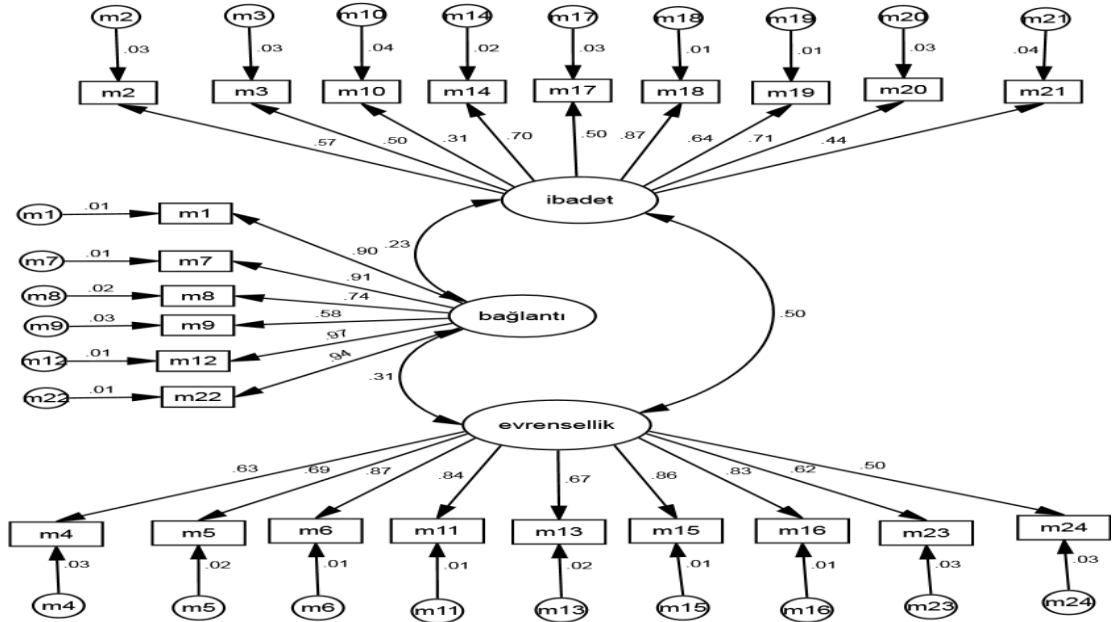 m2 m3 m10 m14 m17 m18 m19 m20 m21
.03 .03 .04 .02 .03 .01 .01 .03 .04
m2 m3 m10 m14 m17 m18 m19 m20 m21
.57 .50 .31 .70 .50 .87 .64 .71 .44
ibadet
m1 .01 m1
.90 .23
m7 .01 m7
.91
m8 .02 m8
.74
bağlantı .50
m9 .03 m9
.58
m12 .01 m12
.97
.94
m22 .01 m22
.31
evrensellik
.63 .69 .87 .84 .67 .86 .83 .62 .50
m4 m5 m6 m11 m13 m15 m16 m23 m24
.03 .02 .01 .01 .02 .01 .01 .03 .03
m4 m5 m6 m11 m13 m15 m16 m23 m24